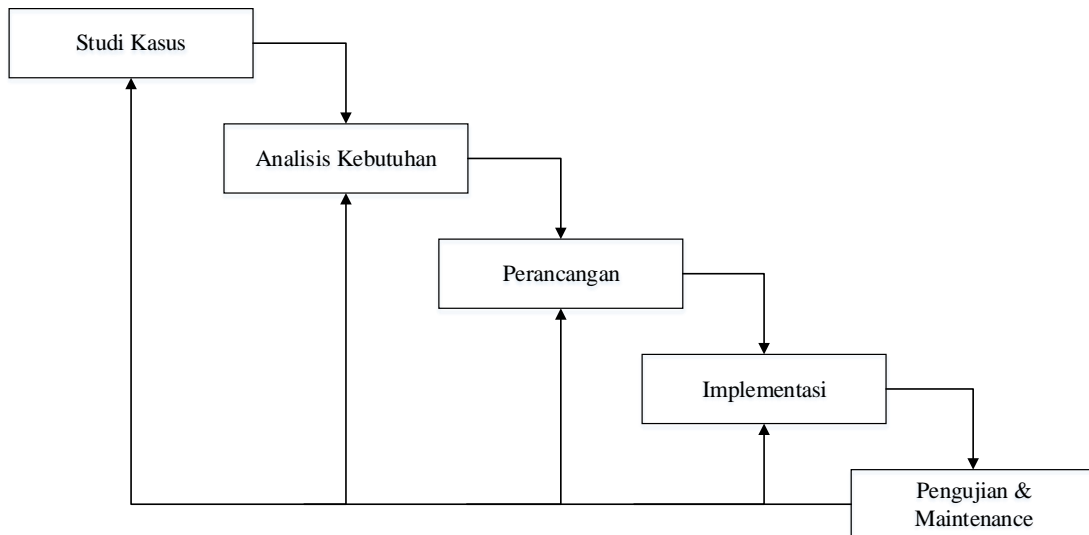 Studi Kasus
Analisis Kebutuhan
Perancangan
Implementasi
Pengujian &
Maintenance